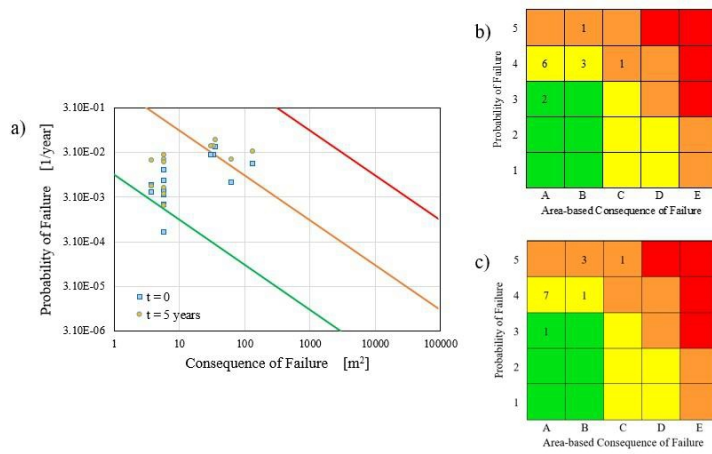 a)
3.10E-01
3.10E-02
3.10E-03
3.10E-04
3.10E-05
3.10E-06
Probability of Failure [1/year]
t = 0
t = 5 years
1 10 100 1000 10000 100000
Consequence of Failure [m²]
b)
Probability of Failure
5 1
4 6 3 1
3 2
2
1
A B C D E
Area-based Consequence of Failure
c)
Probability of Failure
5 3 1
4 7 1
3 1
2
1
A B C D E
Area-based Consequence of Failure